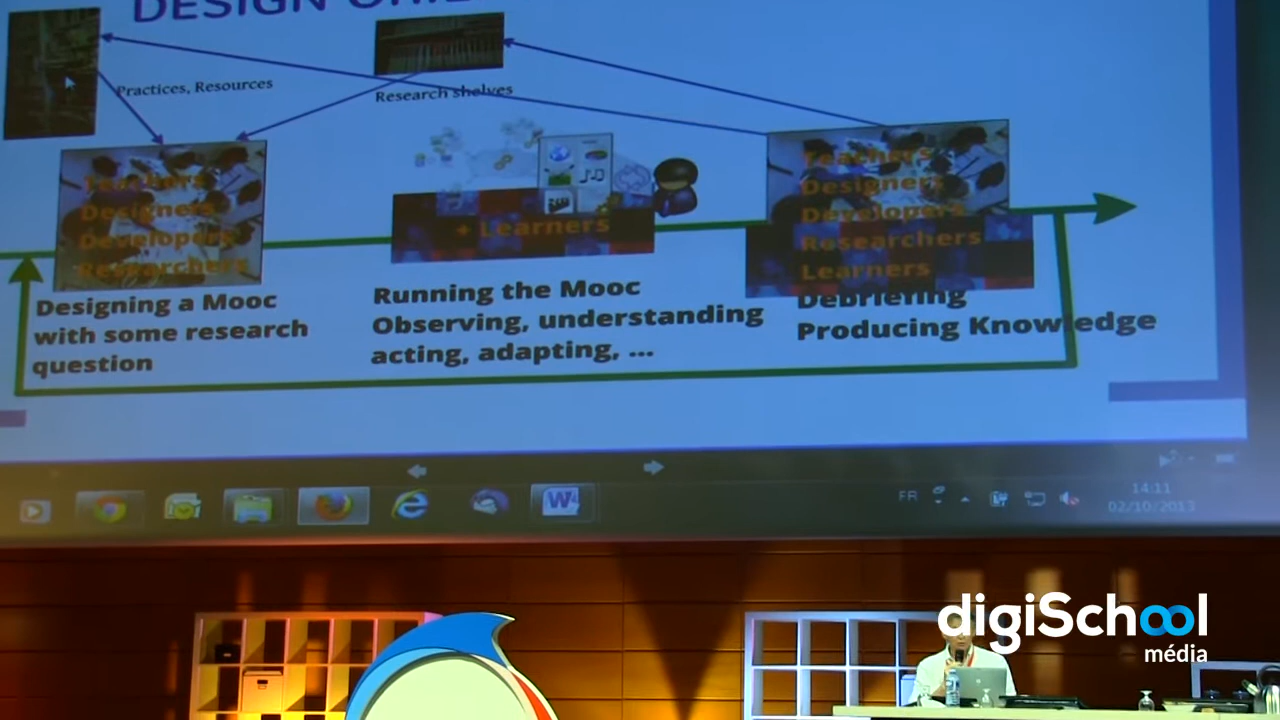 DESIGN
Practices, Resources
Research shelves
Teachers
Designers
Developers
Researchers
+ Learners
Teachers
Designers
Developers
Researchers
Learners
Designing a Mooc
with some research
question
Running the Mooc
Observing, understanding
acting, adapting, ...
Debriefing
Producing Knowledge
FR
14:11
02/10/2013
W
digiSchool
média